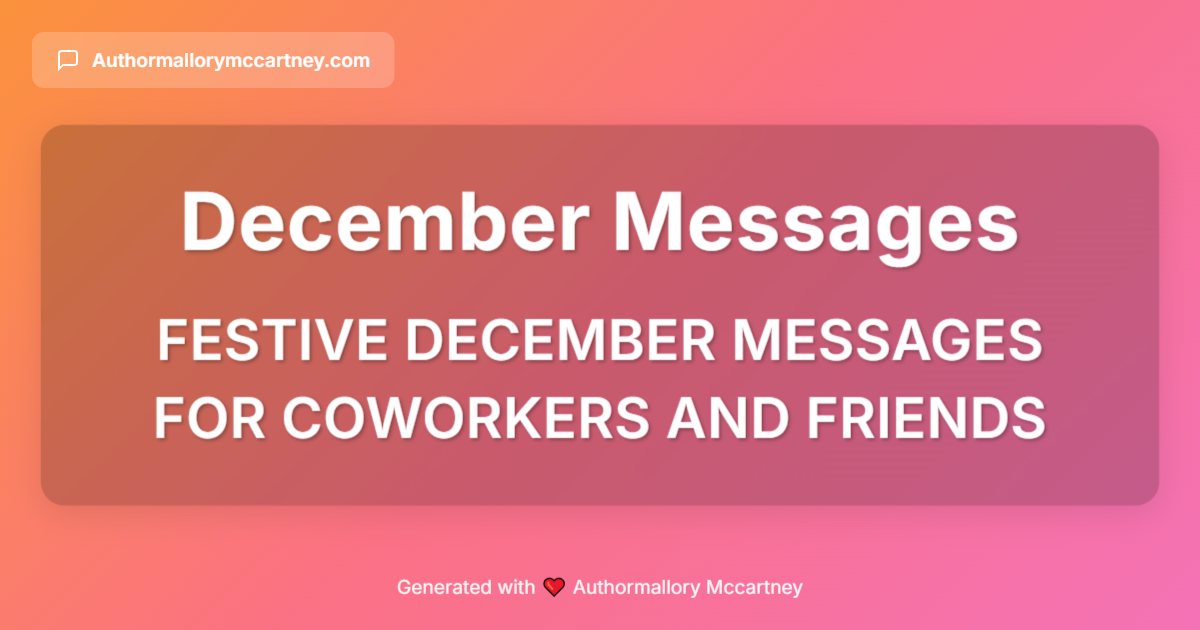 Authormallorymccartney.com
December Messages
FESTIVE DECEMBER MESSAGES
FOR COWORKERS AND FRIENDS
Generated with ❤️ Authormallory Mccartney